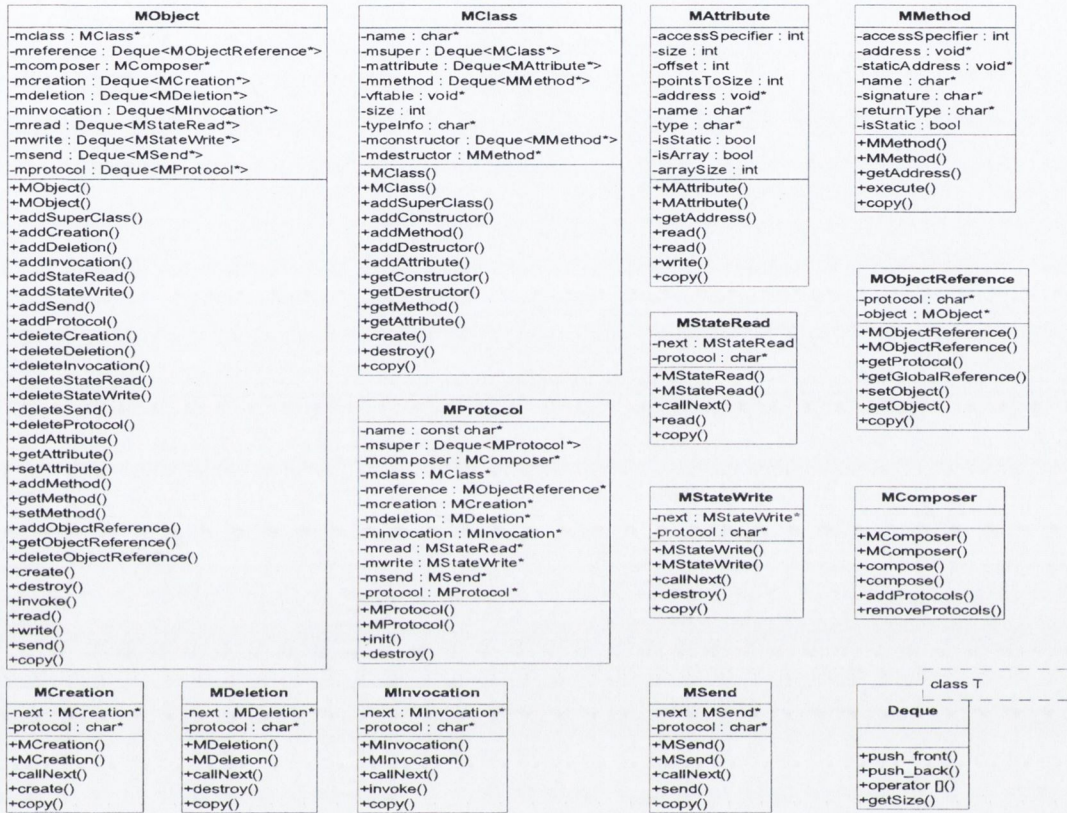 MObject
-mclass : MClass*
-mreference : Deque<MObjectReference*>
-mcomposer : MComposer*
-mcreation : Deque<MCreation*>
-mdeletion : Deque<MDeletion*>
-minvocation : Deque<MInvocation*>
-mread : Deque<MStateRead*>
-mwrite : Deque<MStateWrite*>
-msend : Deque<MSend*>
-mprotocol : Deque<MProtocol*>
+MObject()
+MObject()
+addSuperClass()
+addCreation()
+addDeletion()
+addInvocation()
+addStateRead()
+addStateWrite()
+addSend()
+addProtocol()
+deleteCreation()
+deleteDeletion()
+deleteInvocation()
+deleteStateRead()
+deleteStateWrite()
+deleteSend()
+deleteProtocol()
+addAttribute()
+getAttribute()
+setAttribute()
+addMethod()
+getMethod()
+setMethod()
+addObjectReference()
+getObjectReference()
+deleteObjectReference()
+create()
+destroy()
+invoke()
+read()
+write()
+send()
+copy()
MClass
-name : char*
-msuper : Deque<MClass*>
-mattribute : Deque<MAttribute*>
-mmethod : Deque<MMethod*>
-vftable : void*
-size : int
-typeInfo : char*
-mconstructor : Deque<MMethod*>
-mdestructor : MMethod*
+MClass()
+MClass()
+addSuperClass()
+addConstructor()
+addMethod()
+addDestructor()
+addAttribute()
+getConstructor()
+getDestructor()
+getMethod()
+getAttribute()
+create()
+destroy()
+copy()
MAttribute
-accessSpecifier : int
-size : int
-offset : int
-pointsToSize : int
-address : void*
-name : char*
-type : char*
-isStatic : bool
-isArray : bool
-arraySize : int
+MAttribute()
+MAttribute()
+getAddress()
+read()
+read()
+write()
+copy()
MMethod
-accessSpecifier : int
-address : void*
-staticAddress : void*
-name : char*
-signature : char*
-returnType : char*
-isStatic : bool
+MMethod()
+MMethod()
+getAddress()
+execute()
+copy()
MObjectReference
-protocol : char*
-object : MObject*
+MObjectReference()
+MObjectReference()
+getProtocol()
+getGlobalReference()
+setObject()
+getObject()
+copy()
MStateRead
-next : MStateRead
-protocol : char*
+MStateRead()
+MStateRead()
+callNext()
+read()
+copy()
MProtocol
-name : const char*
-msuper : Deque<MProtocol*>
-mcomposer : MComposer*
-mclass : MClass*
-mreference : MObjectReference*
-mcreation : MCreation*
-mdeletion : MDeletion*
-minvocation : MInvocation*
-mread : MStateRead*
-mwrite : MStateWrite*
-msend : MSend*
-protocol : MProtocol*
+MProtocol()
+MProtocol()
+init()
+destroy()
MStateWrite
-next : MStateWrite*
-protocol : char*
+MStateWrite()
+MStateWrite()
+callNext()
+destroy()
+copy()
MComposer
+MComposer()
+MComposer()
+compose()
+compose()
+addProtocols()
+removeProtocols()
MCreation
-next : MCreation*
-protocol : char*
+MCreation()
+MCreation()
+callNext()
+create()
+copy()
MDeletion
-next : MDeletion*
-protocol : char*
+MDeletion()
+MDeletion()
+callNext()
+destroy()
+copy()
MInvocation
-next : MInvocation*
-protocol : char*
+MInvocation()
+MInvocation()
+callNext()
+invoke()
+copy()
MSend
-next : MSend*
-protocol : char*
+MSend()
+MSend()
+callNext()
+send()
+copy()
class T
Deque
+push_front()
+push_back()
+operator []()
+getSize()